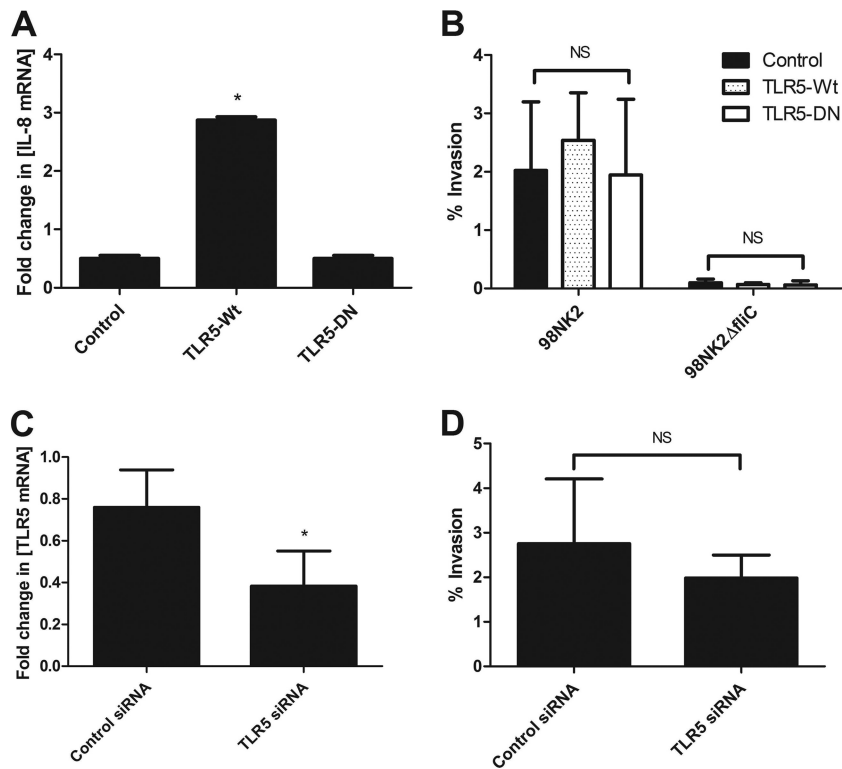 A
Fold change in [IL-8 mRNA]
4
3
2
1
0
*
Control
TLR5-Wt
TLR5-DN
B
% Invasion
4
3
2
1
0
NS
NS
Control
TLR5-Wt
TLR5-DN
98NK2
98NK2ΔfliC
C
Fold change in [TLR5 mRNA]
1.0
0.8
0.6
0.4
0.2
0.0
*
Control siRNA
TLR5 siRNA
D
% Invasion
5
4
3
2
1
0
NS
Control siRNA
TLR5 siRNA